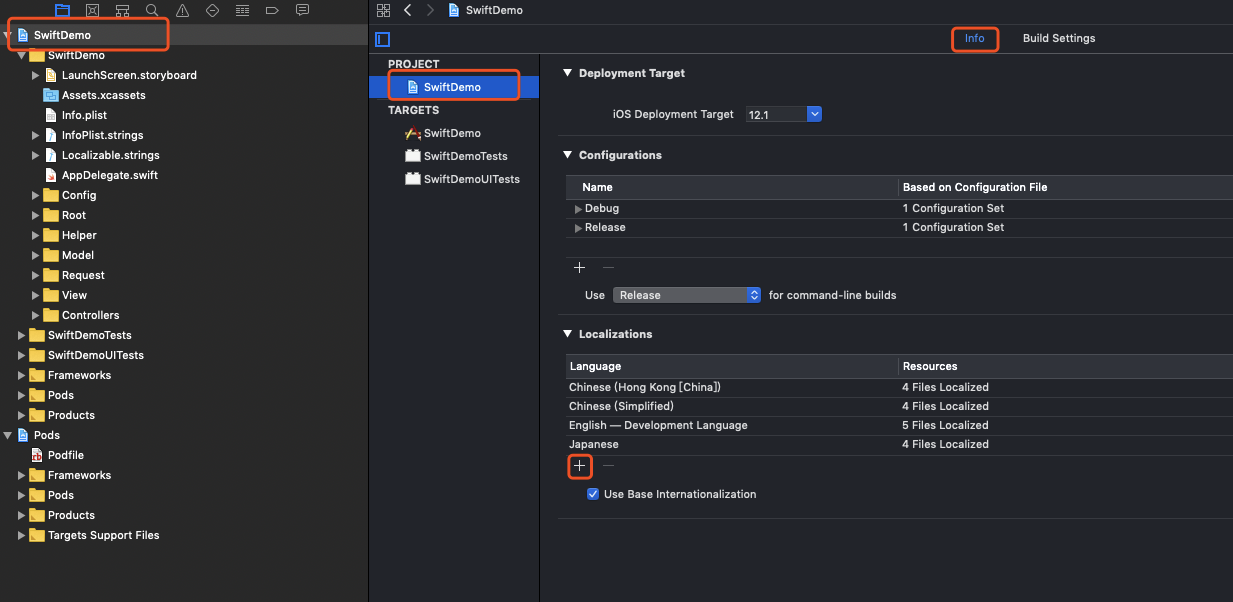 SwiftDemo
SwiftDemo
LaunchScreen.storyboard
Assets.xcassets
Info.plist
InfoPlist.strings
Localizable.strings
AppDelegate.swift
Config
Root
Helper
Model
Request
View
Controllers
SwiftDemoTests
SwiftDemoUITests
Frameworks
Pods
Products
Pods
Podfile
Frameworks
Pods
Products
Targets Support Files
SwiftDemo
Info Build Settings
PROJECT
SwiftDemo
TARGETS
SwiftDemo
SwiftDemoTests
SwiftDemoUITests
Deployment Target
iOS Deployment Target 12.1
Configurations
Name Based on Configuration File
Debug 1 Configuration Set
Release 1 Configuration Set
Use Release for command-line builds
Localizations
Language Resources
Chinese (Hong Kong [China]) 4 Files Localized
Chinese (Simplified) 4 Files Localized
English — Development Language 5 Files Localized
Japanese 4 Files Localized
Use Base Internationalization